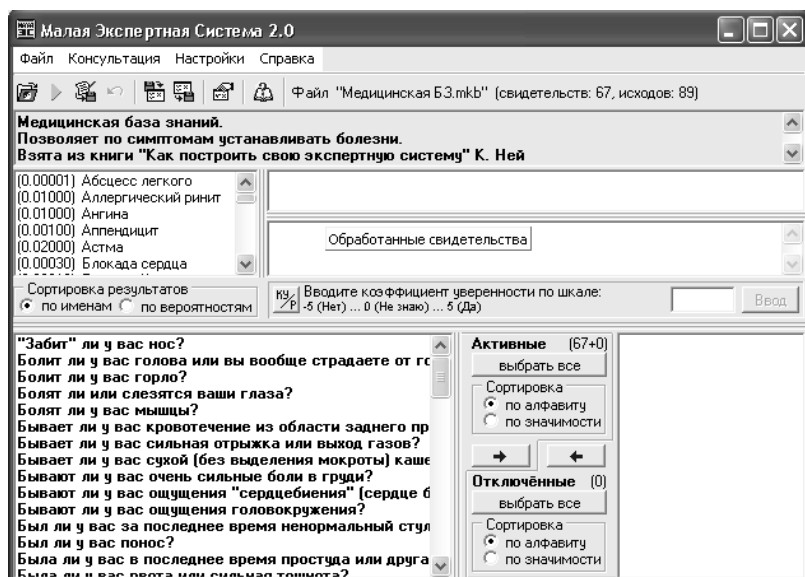 Малая Экспертная Система 2.0
Файл Консультация Настройки Справка
Файл "Медицинская БЗ.mkb" (свидетельств: 67, исходов: 89)
Медицинская база знаний.
Позволяет по симптомам устанавливать болезни.
Взята из книги "Как построить свою экспертную систему" К. Ней
(0.00001) Абсцесс легкого
(0.01000) Аллергический ринит
(0.01000) Ангина
(0.00100) Аппендицит
(0.02000) Астма
(0.00030) Блокада сердца
Обработанные свидетельства
Сортировка результатов
по именам по вероятностям
КУ/Р
Вводите коэффициент уверенности по шкале:
-5 (Нет) ... 0 (Не знаю) ... 5 (Да)
Ввод
"Забит" ли у вас нос?
Болит ли у вас голова или вы вообще страдаете от го
Болит ли у вас горло?
Болят ли или слезятся ваши глаза?
Болят ли у вас мышцы?
Бывает ли у вас кровотечение из области заднего пр
Бывает ли у вас сильная отрыжка или выход газов?
Бывает ли у вас сухой (без выделения мокроты) каше
Бывают ли у вас очень сильные боли в груди?
Бывают ли у вас ощущения "сердцебиения" (сердце б
Бывают ли у вас ощущения головокружения?
Был ли у вас за последнее время ненормальный стул
Был ли у вас понос?
Была ли у вас в последнее время простуда или друга
Была ли у вас рвота или сильная тошнота?
Активные (67+0)
выбрать все
Сортировка
по алфавиту
по значимости
Отключённые (0)
выбрать все
Сортировка
по алфавиту
по значимости